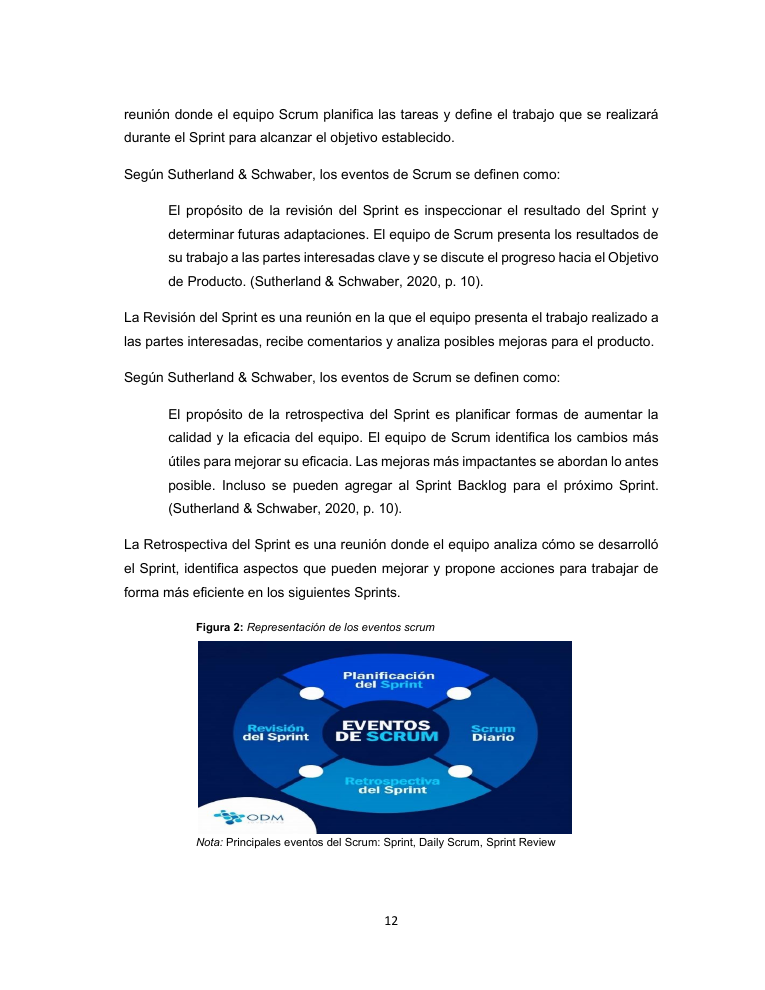 reunión donde el equipo Scrum planifica las tareas y define el trabajo que se realizará
durante el Sprint para alcanzar el objetivo establecido.
Según Sutherland & Schwaber, los eventos de Scrum se definen como:
El propósito de la revisión del Sprint es inspeccionar el resultado del Sprint y
determinar futuras adaptaciones. El equipo de Scrum presenta los resultados de
su trabajo a las partes interesadas clave y se discute el progreso hacia el Objetivo
de Producto. (Sutherland & Schwaber, 2020, p. 10).
La Revisión del Sprint es una reunión en la que el equipo presenta el trabajo realizado a
las partes interesadas, recibe comentarios y analiza posibles mejoras para el producto.
Según Sutherland & Schwaber, los eventos de Scrum se definen como:
El propósito de la retrospectiva del Sprint es planificar formas de aumentar la
calidad y la eficacia del equipo. El equipo de Scrum identifica los cambios más
útiles para mejorar su eficacia. Las mejoras más impactantes se abordan lo antes
posible. Incluso se pueden agregar al Sprint Backlog para el próximo Sprint.
(Sutherland & Schwaber, 2020, p. 10).
La Retrospectiva del Sprint es una reunión donde el equipo analiza cómo se desarrolló
el Sprint, identifica aspectos que pueden mejorar y propone acciones para trabajar de
forma más eficiente en los siguientes Sprints.
Figura 2: Representación de los eventos scrum
Planificación
del Sprint
Revisión
del Sprint
EVENTOS
DE SCRUM
Scrum
Diario
Retrospectiva
del Sprint
ODM
Nota: Principales eventos del Scrum: Sprint, Daily Scrum, Sprint Review
12